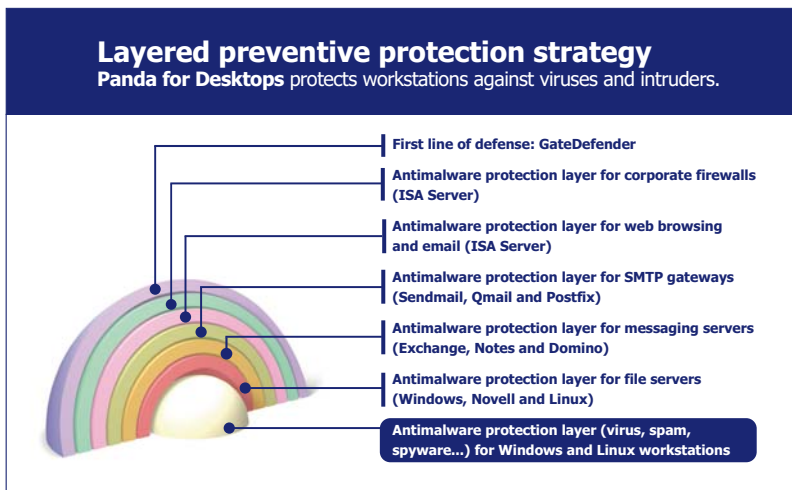 Layered preventive protection strategy
Panda for Desktops protects workstations against viruses and intruders.
First line of defense: GateDefender
Antimalware protection layer for corporate firewalls
(ISA Server)
Antimalware protection layer for web browsing
and email (ISA Server)
Antimalware protection layer for SMTP gateways
(Sendmail, Qmail and Postfix)
Antimalware protection layer for messaging servers
(Exchange, Notes and Domino)
Antimalware protection layer for file servers
(Windows, Novell and Linux)
Antimalware protection layer (virus, spam,
spyware...) for Windows and Linux workstations